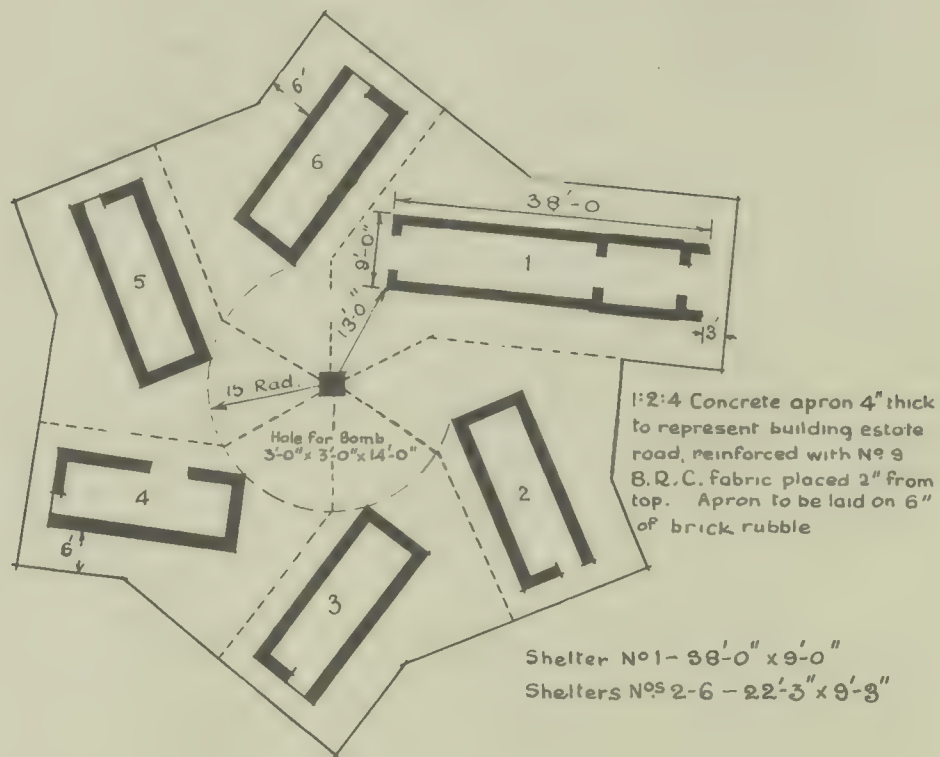 6'
6
38'-0
9'-0"
1
5
13'-0"
3'
15 Rad.
Hole for Bomb
3'-0" x 3'-0" x 14'-0"
2
4
6'
3
1:2:4 Concrete apron 4" thick
to represent building estate
road, reinforced with Nº 9
B.R.C. fabric placed 2" from
top. Apron to be laid on 6"
of brick rubble
Shelter Nº 1 - 38'-0" x 9'-0"
Shelters Nºs 2-6 - 22'-3" x 9'-3"